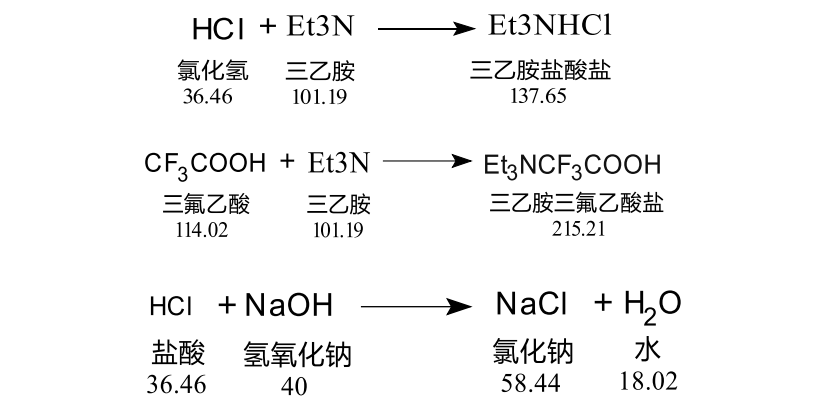 HCl + Et3N Et3NHCl
氯化氢 三乙胺 三乙胺盐酸盐
36.46 101.19 137.65
CF3COOH + Et3N Et3NCF3COOH
三氟乙酸 三乙胺 三乙胺三氟乙酸盐
114.02 101.19 215.21
HCl + NaOH NaCl + H2O
盐酸 氢氧化钠 氯化钠 水
36.46 40 58.44 18.02